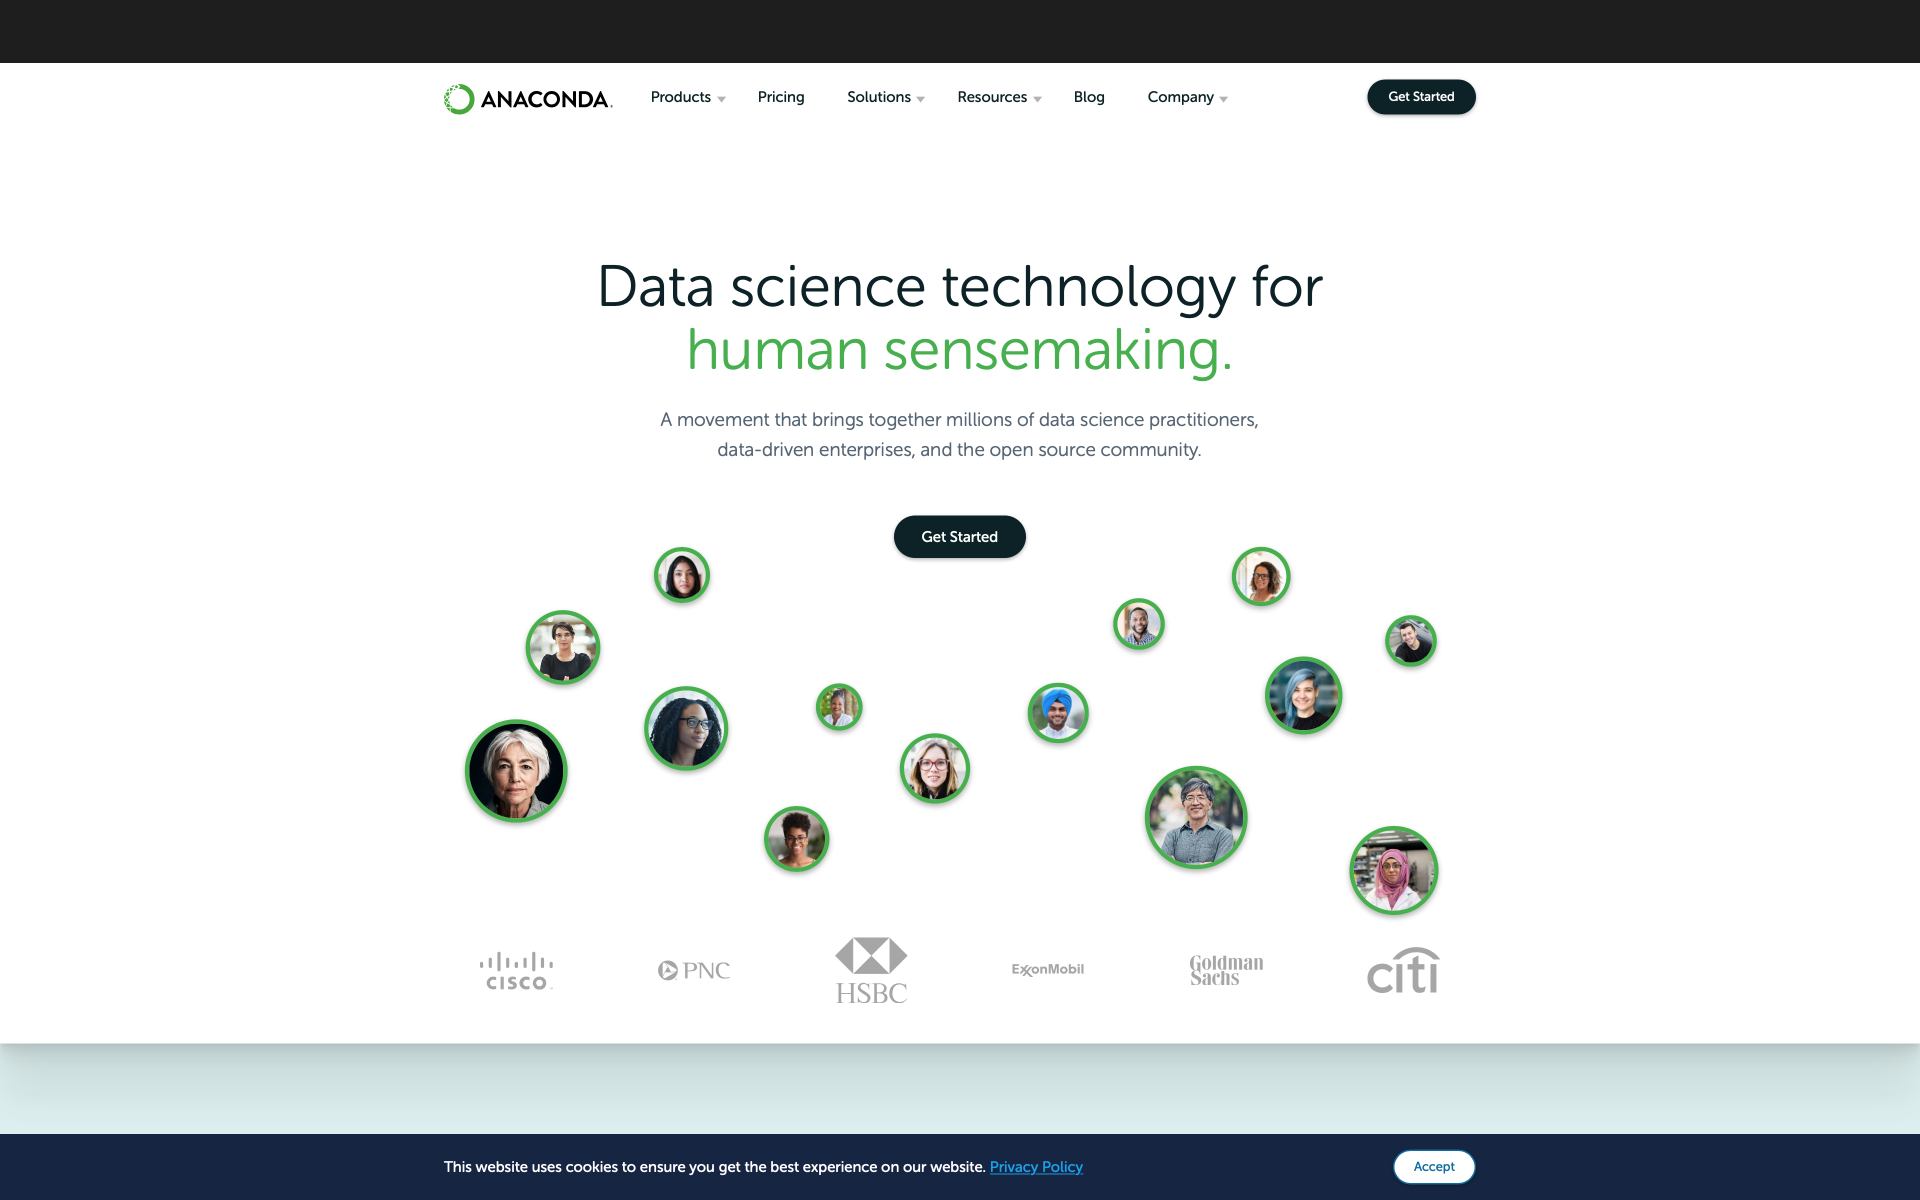 ANACONDA.
Products
Pricing
Solutions
Resources
Blog
Company
Get Started
Data science technology for
human sensemaking.
A movement that brings together millions of data science practitioners,
data-driven enterprises, and the open source community.
Get Started
CISCO
PNC
HSBC
ExxonMobil
Goldman
Sachs
citi
This website uses cookies to ensure you get the best experience on our website. Privacy Policy
Accept